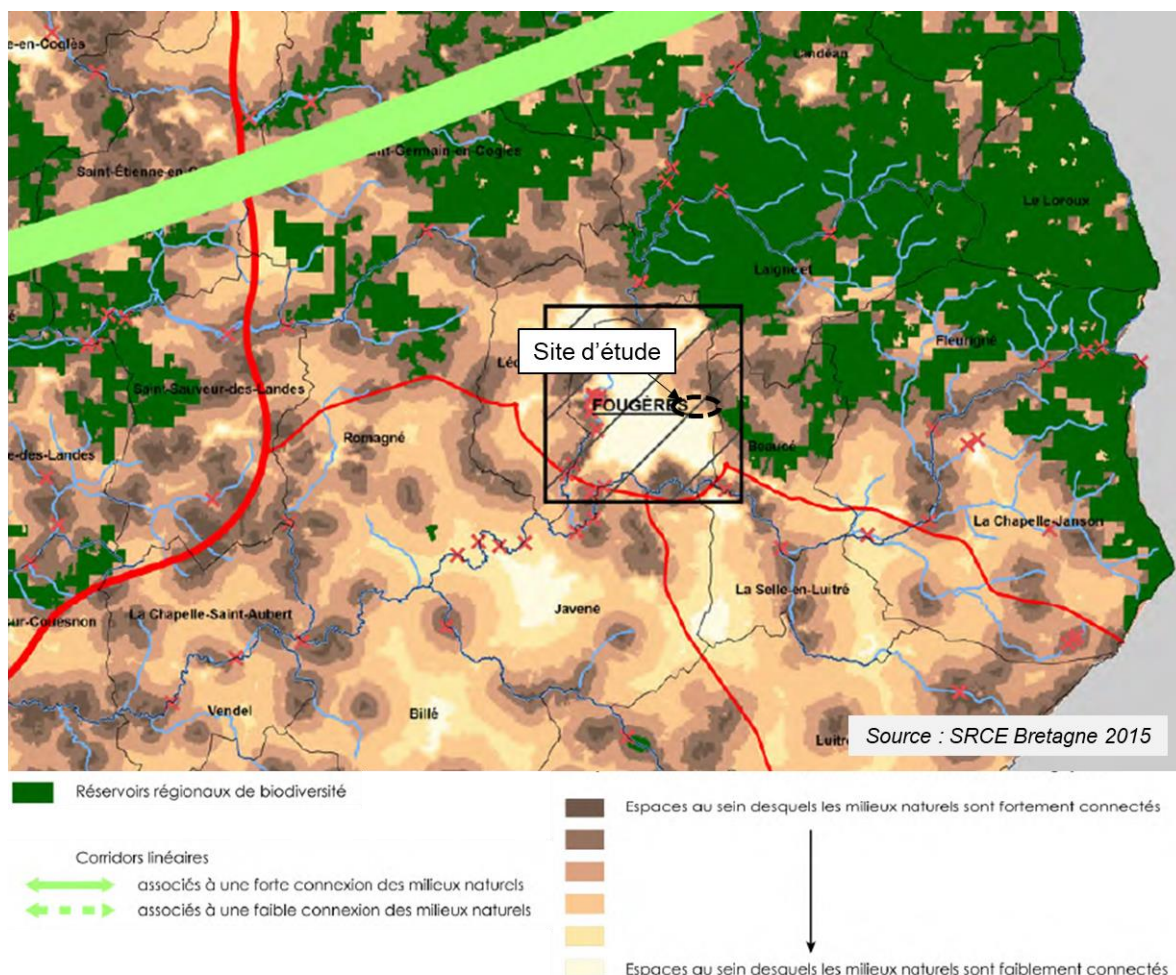 e-en-Coglès
Landéan
nt-Germain-en-Coglès
Saint-Étienne-en-C
Le Loroux
Laignelet
Fleurigné
Site d'étude
Léc
Saint-Sauveur-des-Landes
FOUGERES
Romagné
Beaucé
e-des-Landes
La Chapelle-Janson
La Selle-en-Luitré
Javené
La Chapelle-Saint-Aubert
ur-Couesnon
Vendel
Billé
Luitré
Source : SRCE Bretagne 2015
Réservoirs régionaux de biodiversité
Espaces au sein desquels les milieux naturels sont fortement connectés
Corridors linéaires
associés à une forte connexion des milieux naturels
associés à une faible connexion des milieux naturels
Espaces au sein desquels les milieux naturels sont faiblement connectés